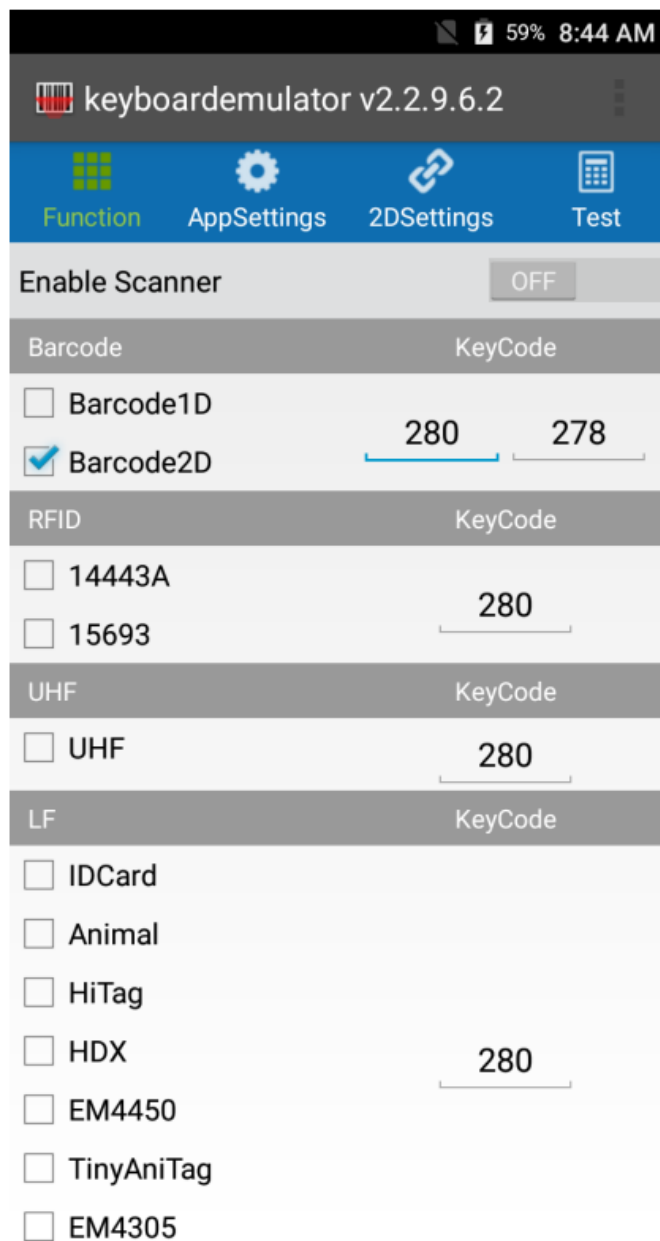 59% 8:44 AM
keyboardemulator v2.2.9.6.2
Function AppSettings 2DSettings Test
Enable Scanner OFF
Barcode KeyCode
Barcode1D
280 278
Barcode2D
RFID KeyCode
14443A
280
15693
UHF KeyCode
UHF 280
LF KeyCode
IDCard
Animal
HiTag
HDX 280
EM4450
TinyAniTag
EM4305